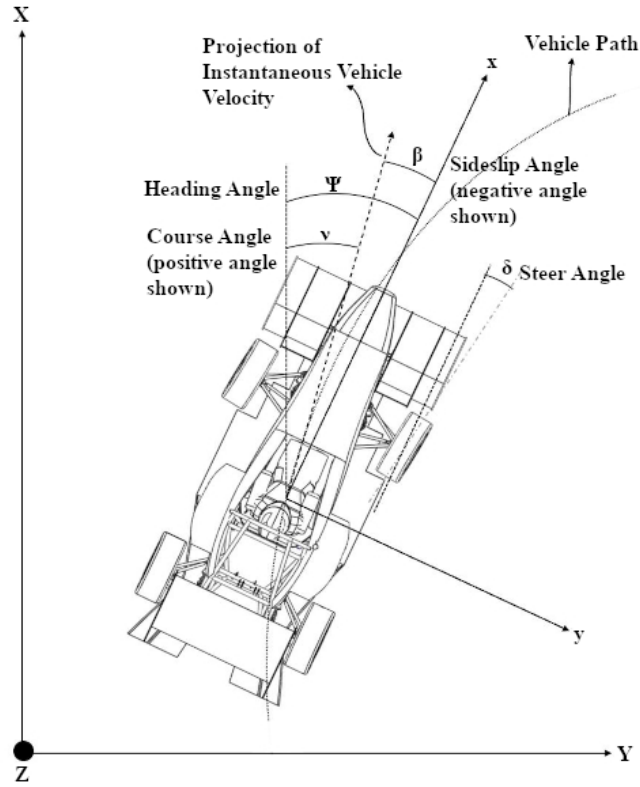 X
Projection of
Instantaneous Vehicle
Velocity
Vehicle Path
x
β
Sideslip Angle
(negative angle
shown)
Heading Angle
Ψ
Course Angle
(positive angle
shown)
ν
δ Steer Angle
y
Z
Y